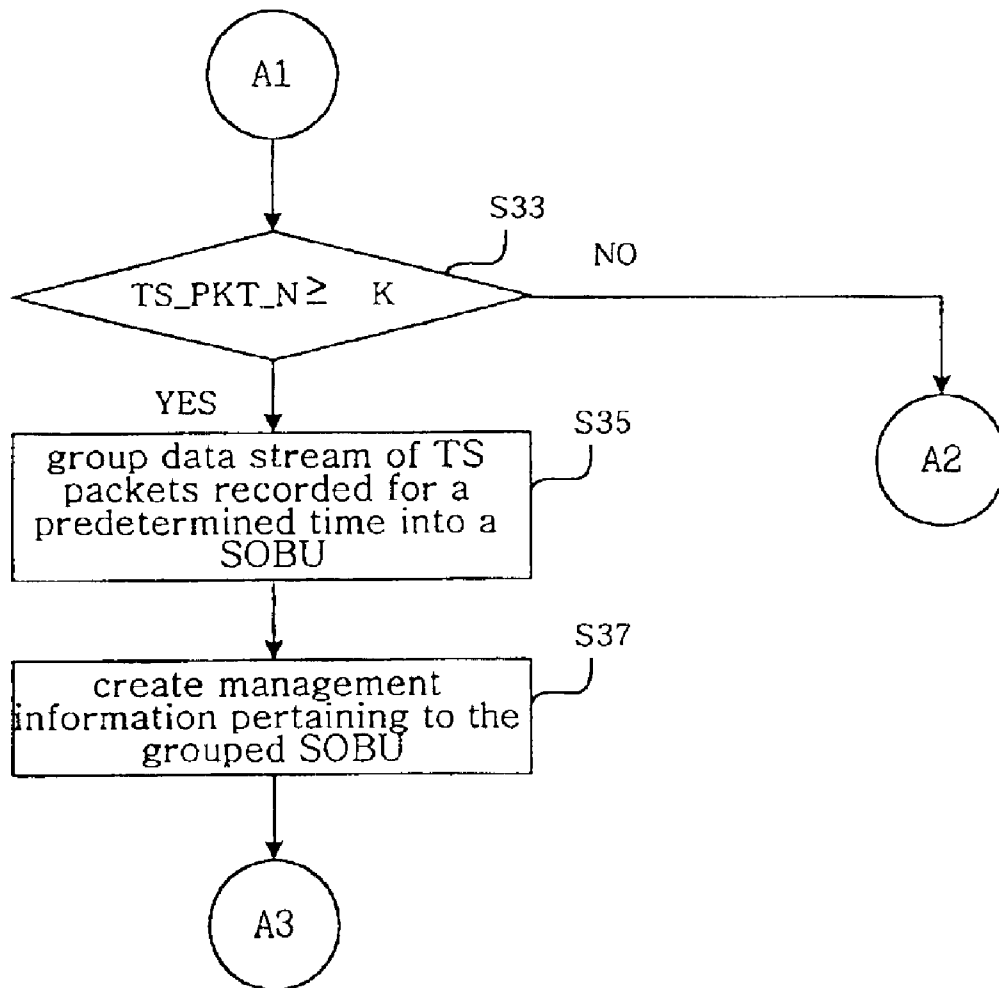 A1
S33
NO
TS_PKT_N≥ K
YES
S35
A2
group data stream of TS
packets recorded for a
predetermined time into a
SOBU
S37
create management
information pertaining to the
grouped SOBU
A3